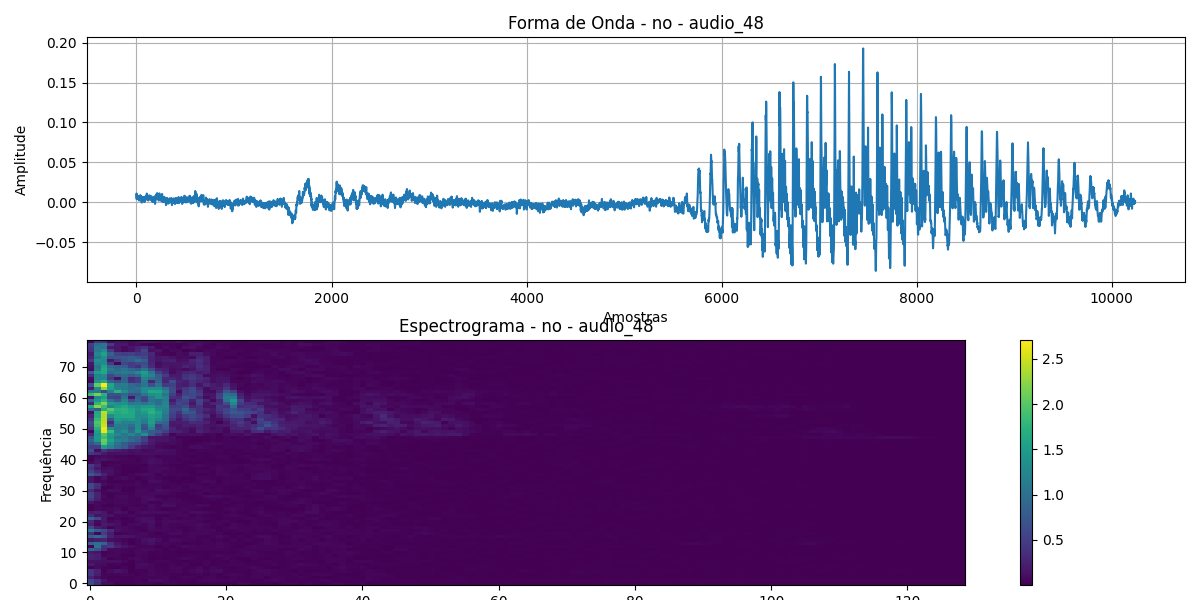 Forma de Onda - no - audio_48
0.20
0.15
0.10
0.05
0.00
−0.05
Amplitude
0 2000 4000 6000 8000 10000
Amostras
Espectrograma - no - audio_48
70
60
50
40
30
20
10
0
Frequência
2.5
2.0
1.5
1.0
0.5
0 20 40 60 80 100 120